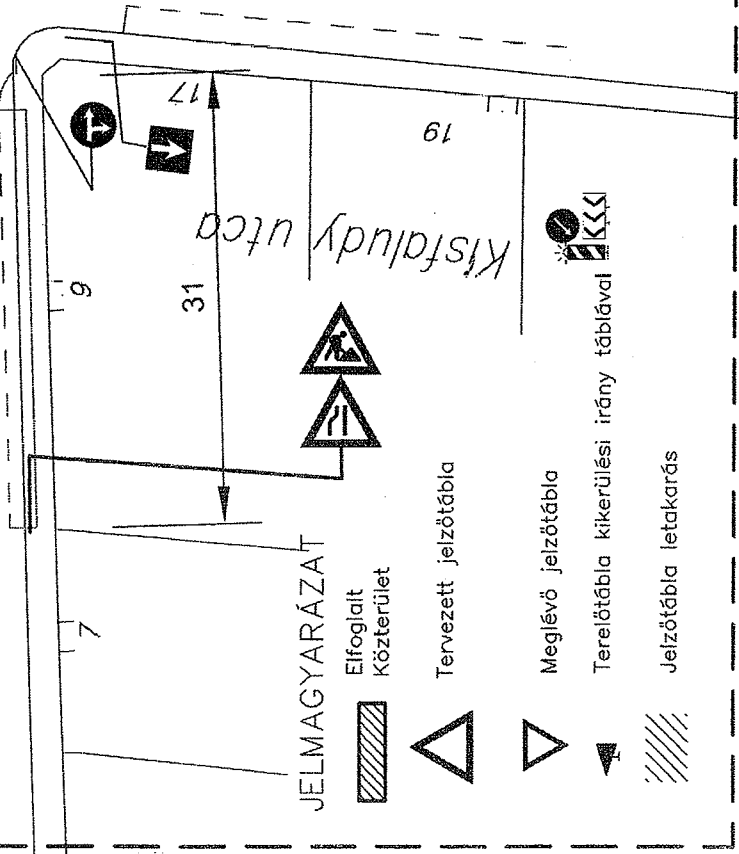 17
19
Kisfaludy utca
9
31
7
JELMAGYARÁZAT
Elfoglalt
Közterület
Tervezett jelzőtábla
Meglévő jelzőtábla
Terelőtábla kikerülési irány táblával
Jelzőtábla letakarás